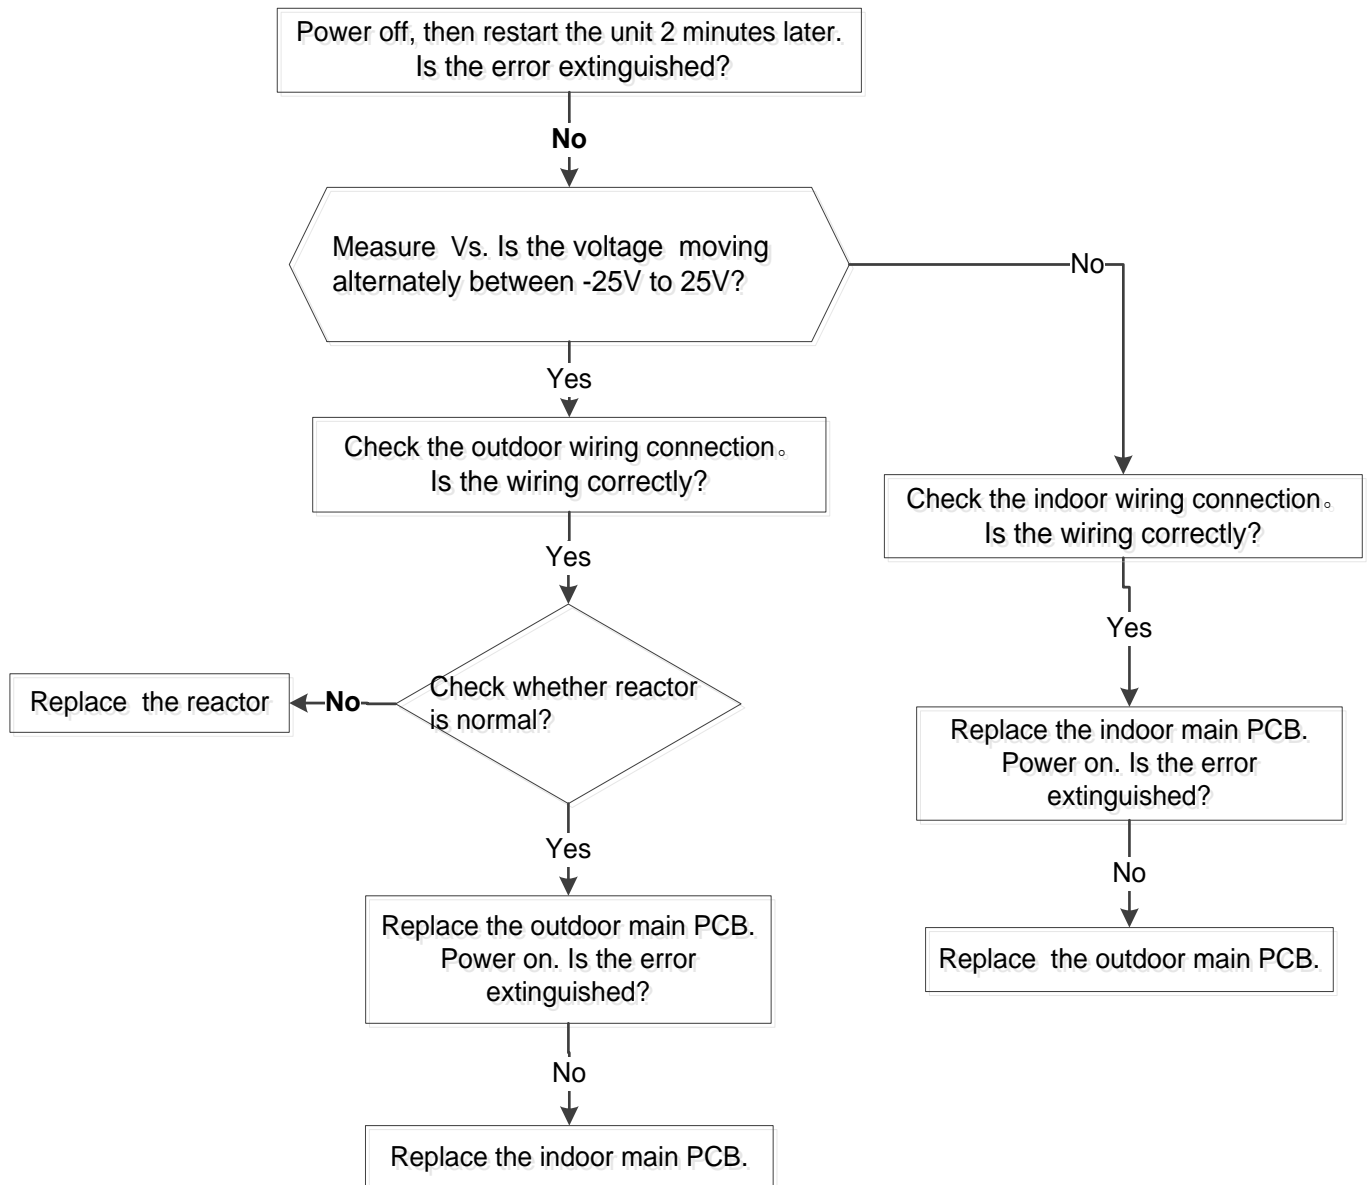 Power off, then restart the unit 2 minutes later.
Is the error extinguished?
No
Measure  Vs. Is the voltage  moving
alternately between -25V to 25V?
No
Yes
Check the outdoor wiring connection。
Is the wiring correctly?
Check the indoor wiring connection。
Is the wiring correctly?
Yes
Yes
Check whether reactor
is normal?
No
Replace  the reactor
Replace the indoor main PCB.
Power on. Is the error
extinguished?
Yes
No
Replace the outdoor main PCB.
Power on. Is the error
extinguished?
Replace  the outdoor main PCB.
No
Replace the indoor main PCB.